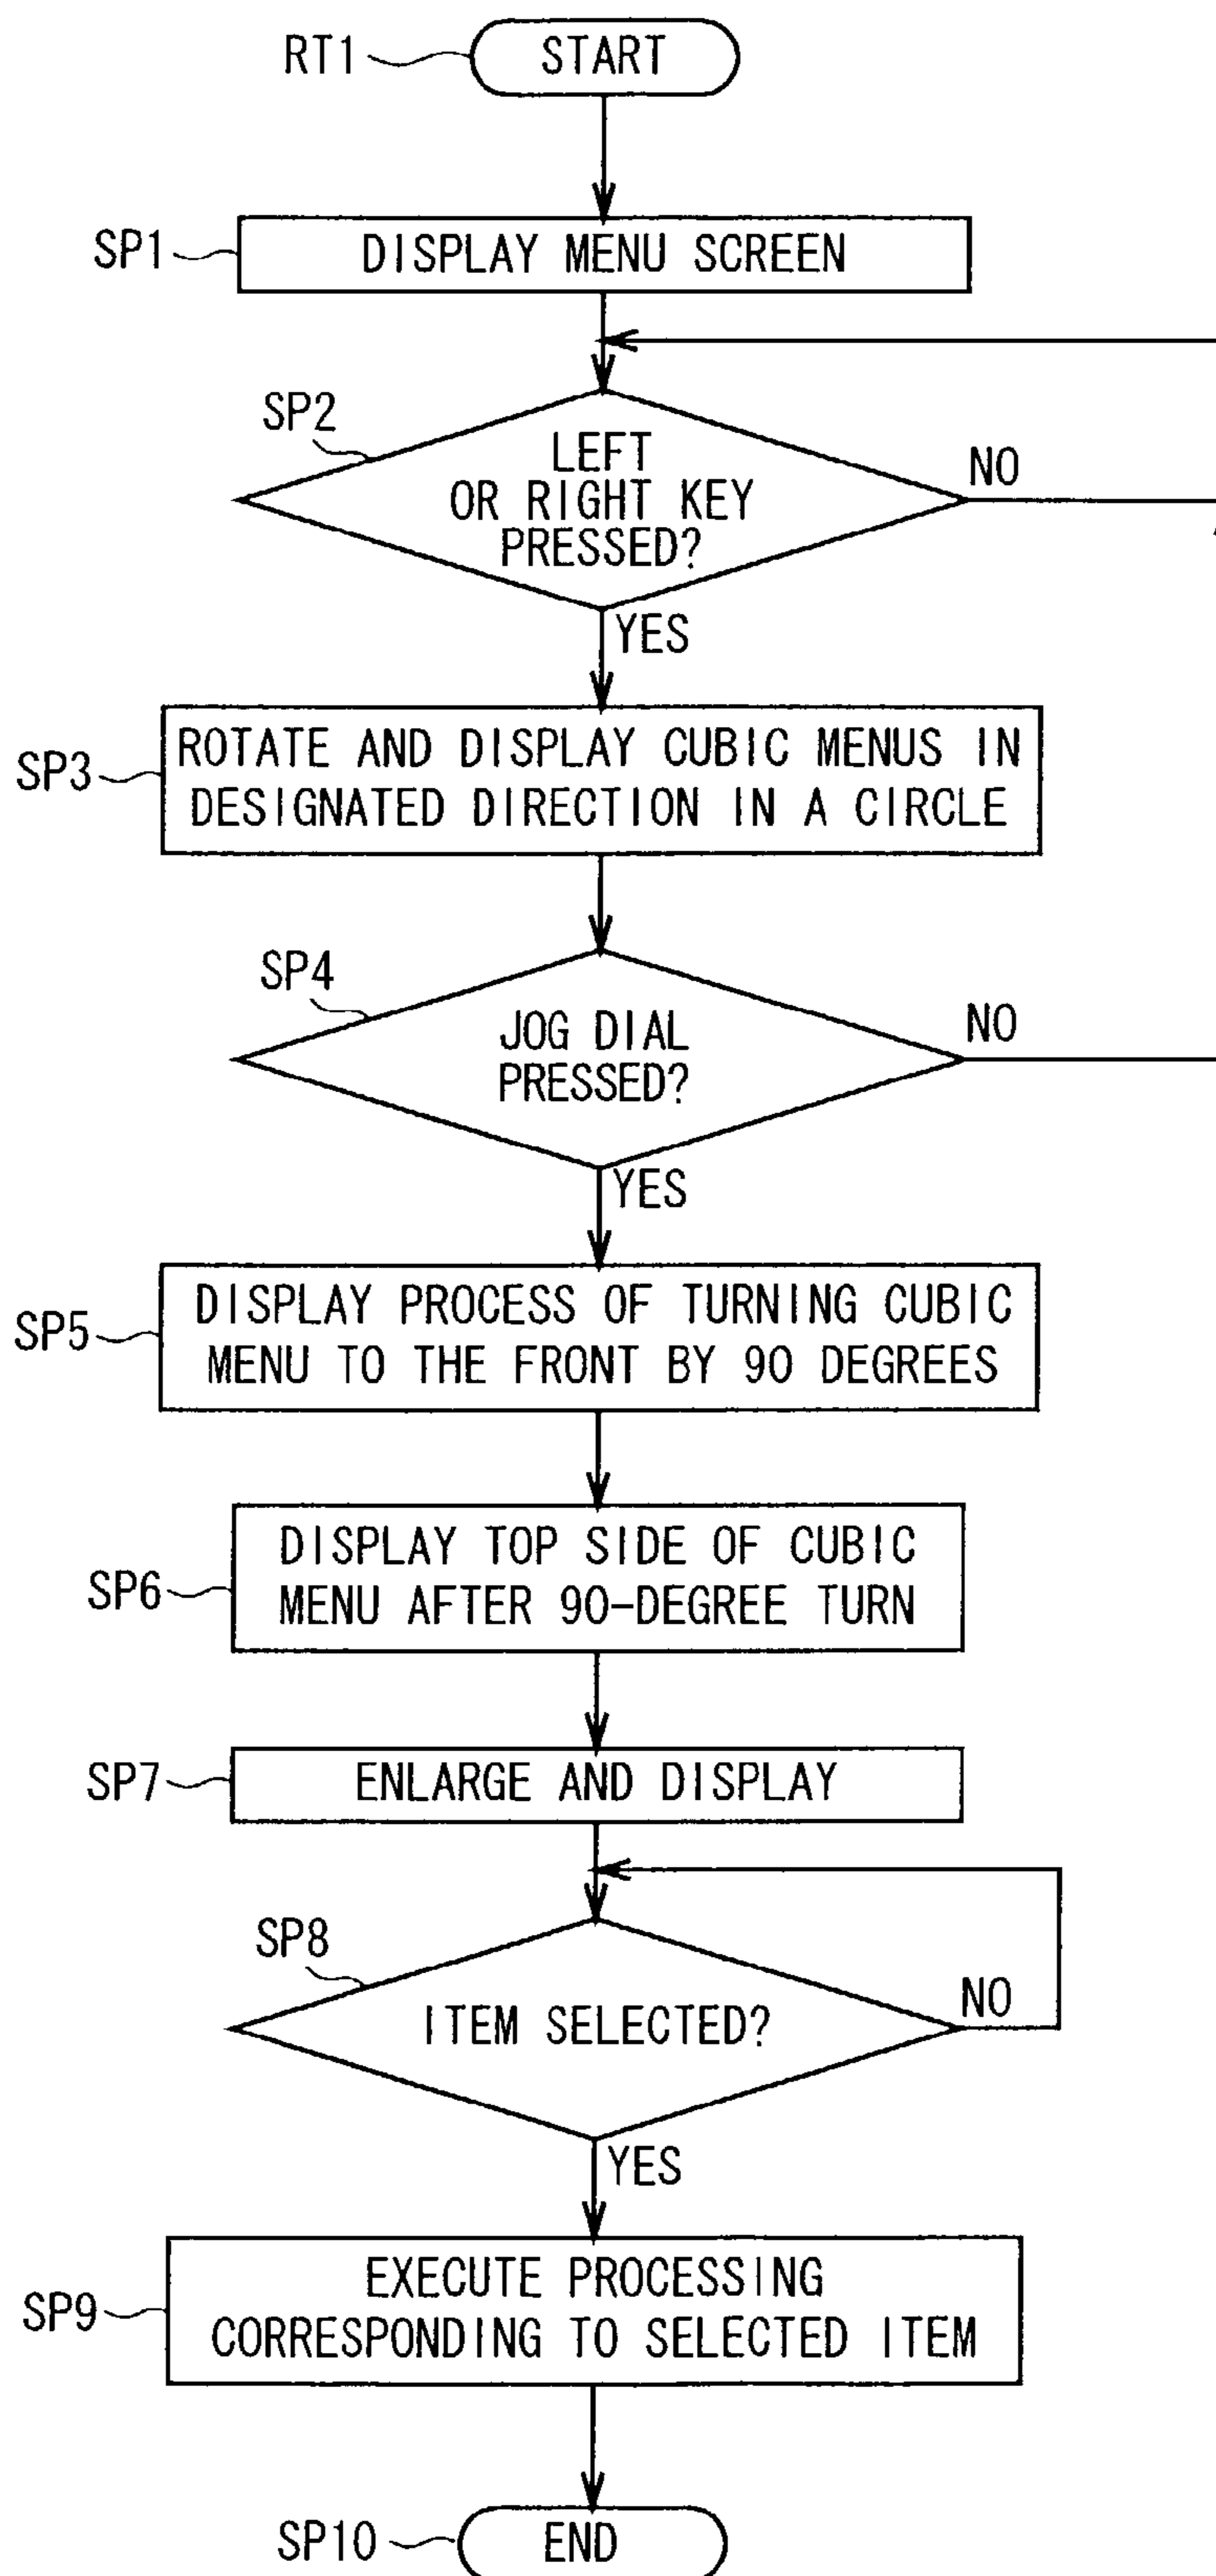 RT1 START
SP1 DISPLAY MENU SCREEN
SP2
LEFT
OR RIGHT KEY
PRESSED?
NO
YES
SP3
ROTATE AND DISPLAY CUBIC MENUS IN
DESIGNATED DIRECTION IN A CIRCLE
SP4
JOG DIAL
PRESSED?
NO
YES
SP5
DISPLAY PROCESS OF TURNING CUBIC
MENU TO THE FRONT BY 90 DEGREES
SP6
DISPLAY TOP SIDE OF CUBIC
MENU AFTER 90-DEGREE TURN
SP7 ENLARGE AND DISPLAY
SP8
ITEM SELECTED?
NO
YES
SP9
EXECUTE PROCESSING
CORRESPONDING TO SELECTED ITEM
SP10 END